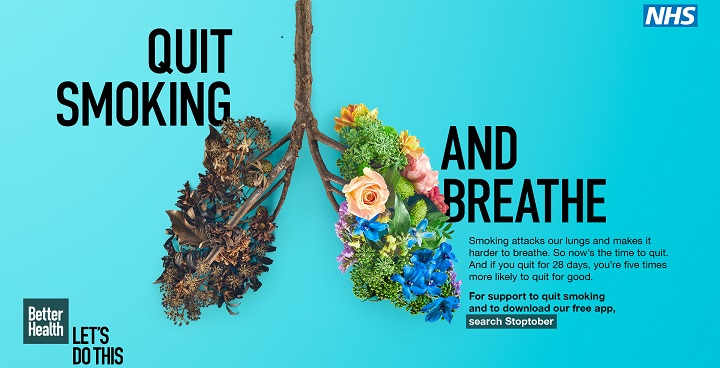 NHS
QUIT
SMOKING
AND
BREATHE
Smoking attacks our lungs and makes it
harder to breathe. So now's the time to quit.
And if you quit for 28 days, you're five times
more likely to quit for good.
For support to quit smoking
and to download our free app,
search Stoptober
Better
Health
LET'S
DO THIS